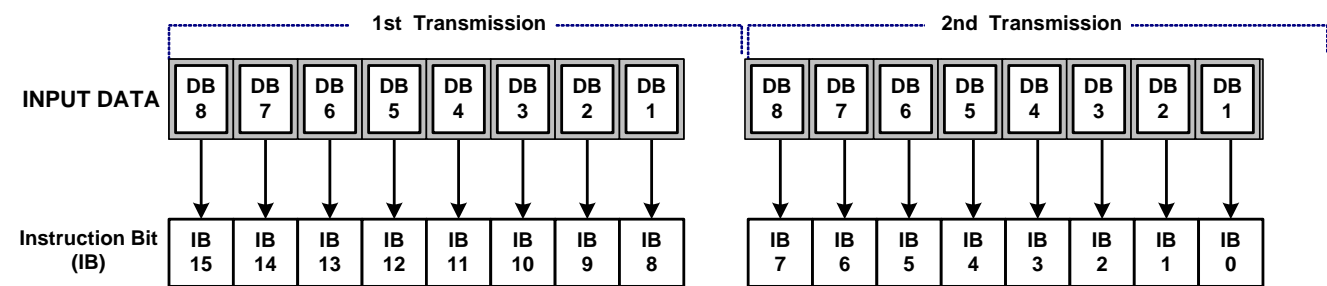 1st Transmission 2nd Transmission
INPUT DATA
DB DB DB DB DB DB DB DB DB DB DB DB DB DB DB DB
8 7 6 5 4 3 2 1 8 7 6 5 4 3 2 1
Instruction Bit
(IB)
IB IB IB IB IB IB IB IB IB IB IB IB IB IB IB IB
15 14 13 12 11 10 9 8 7 6 5 4 3 2 1 0